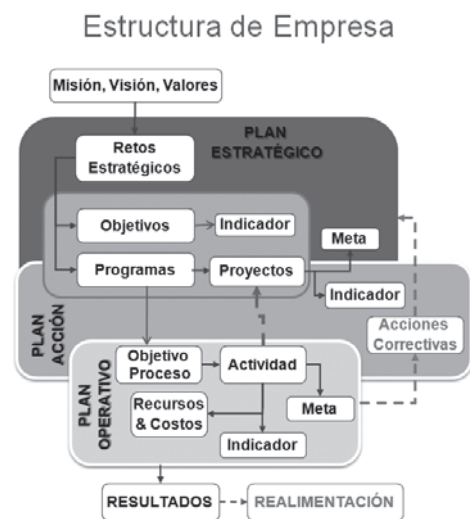 Estructura de Empresa
Misión, Visión, Valores
PLAN
ESTRATÉGICO
Retos
Estratégicos
Objetivos
Indicador
Meta
Programas
Proyectos
Indicador
PLAN
ACCIÓN
Acciones
Correctivas
Objetivo
Proceso
Actividad
PLAN
OPERATIVO
Recursos
& Costos
Meta
Indicador
RESULTADOS
REALIMENTACIÓN